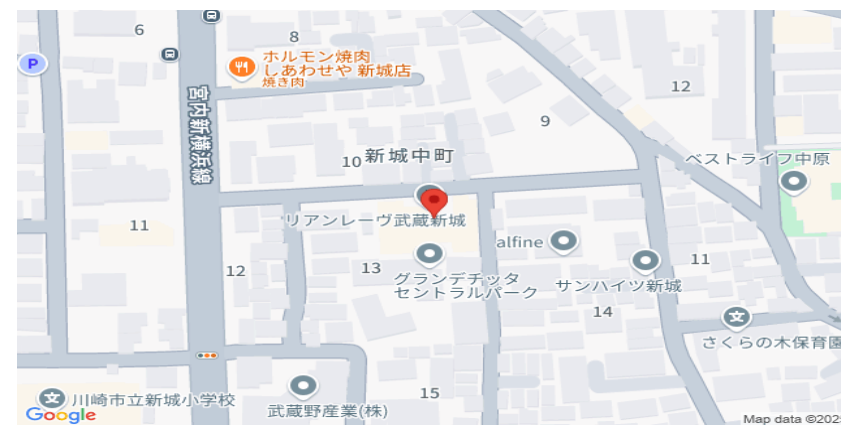 6
8
P
ホルモン焼肉
しあわせや 新城店
焼き肉
12
宮内新横浜線
9
10
新城中町
ベストライフ中原
リアンレーヴ武蔵新城
11
alfine
12
13
グランデチッタ
セントラルパーク
サンハイツ新城
11
14
文
さくらの木保育園
文
川崎市立新城小学校
武蔵野産業(株)
15
Google
Map data ©2025